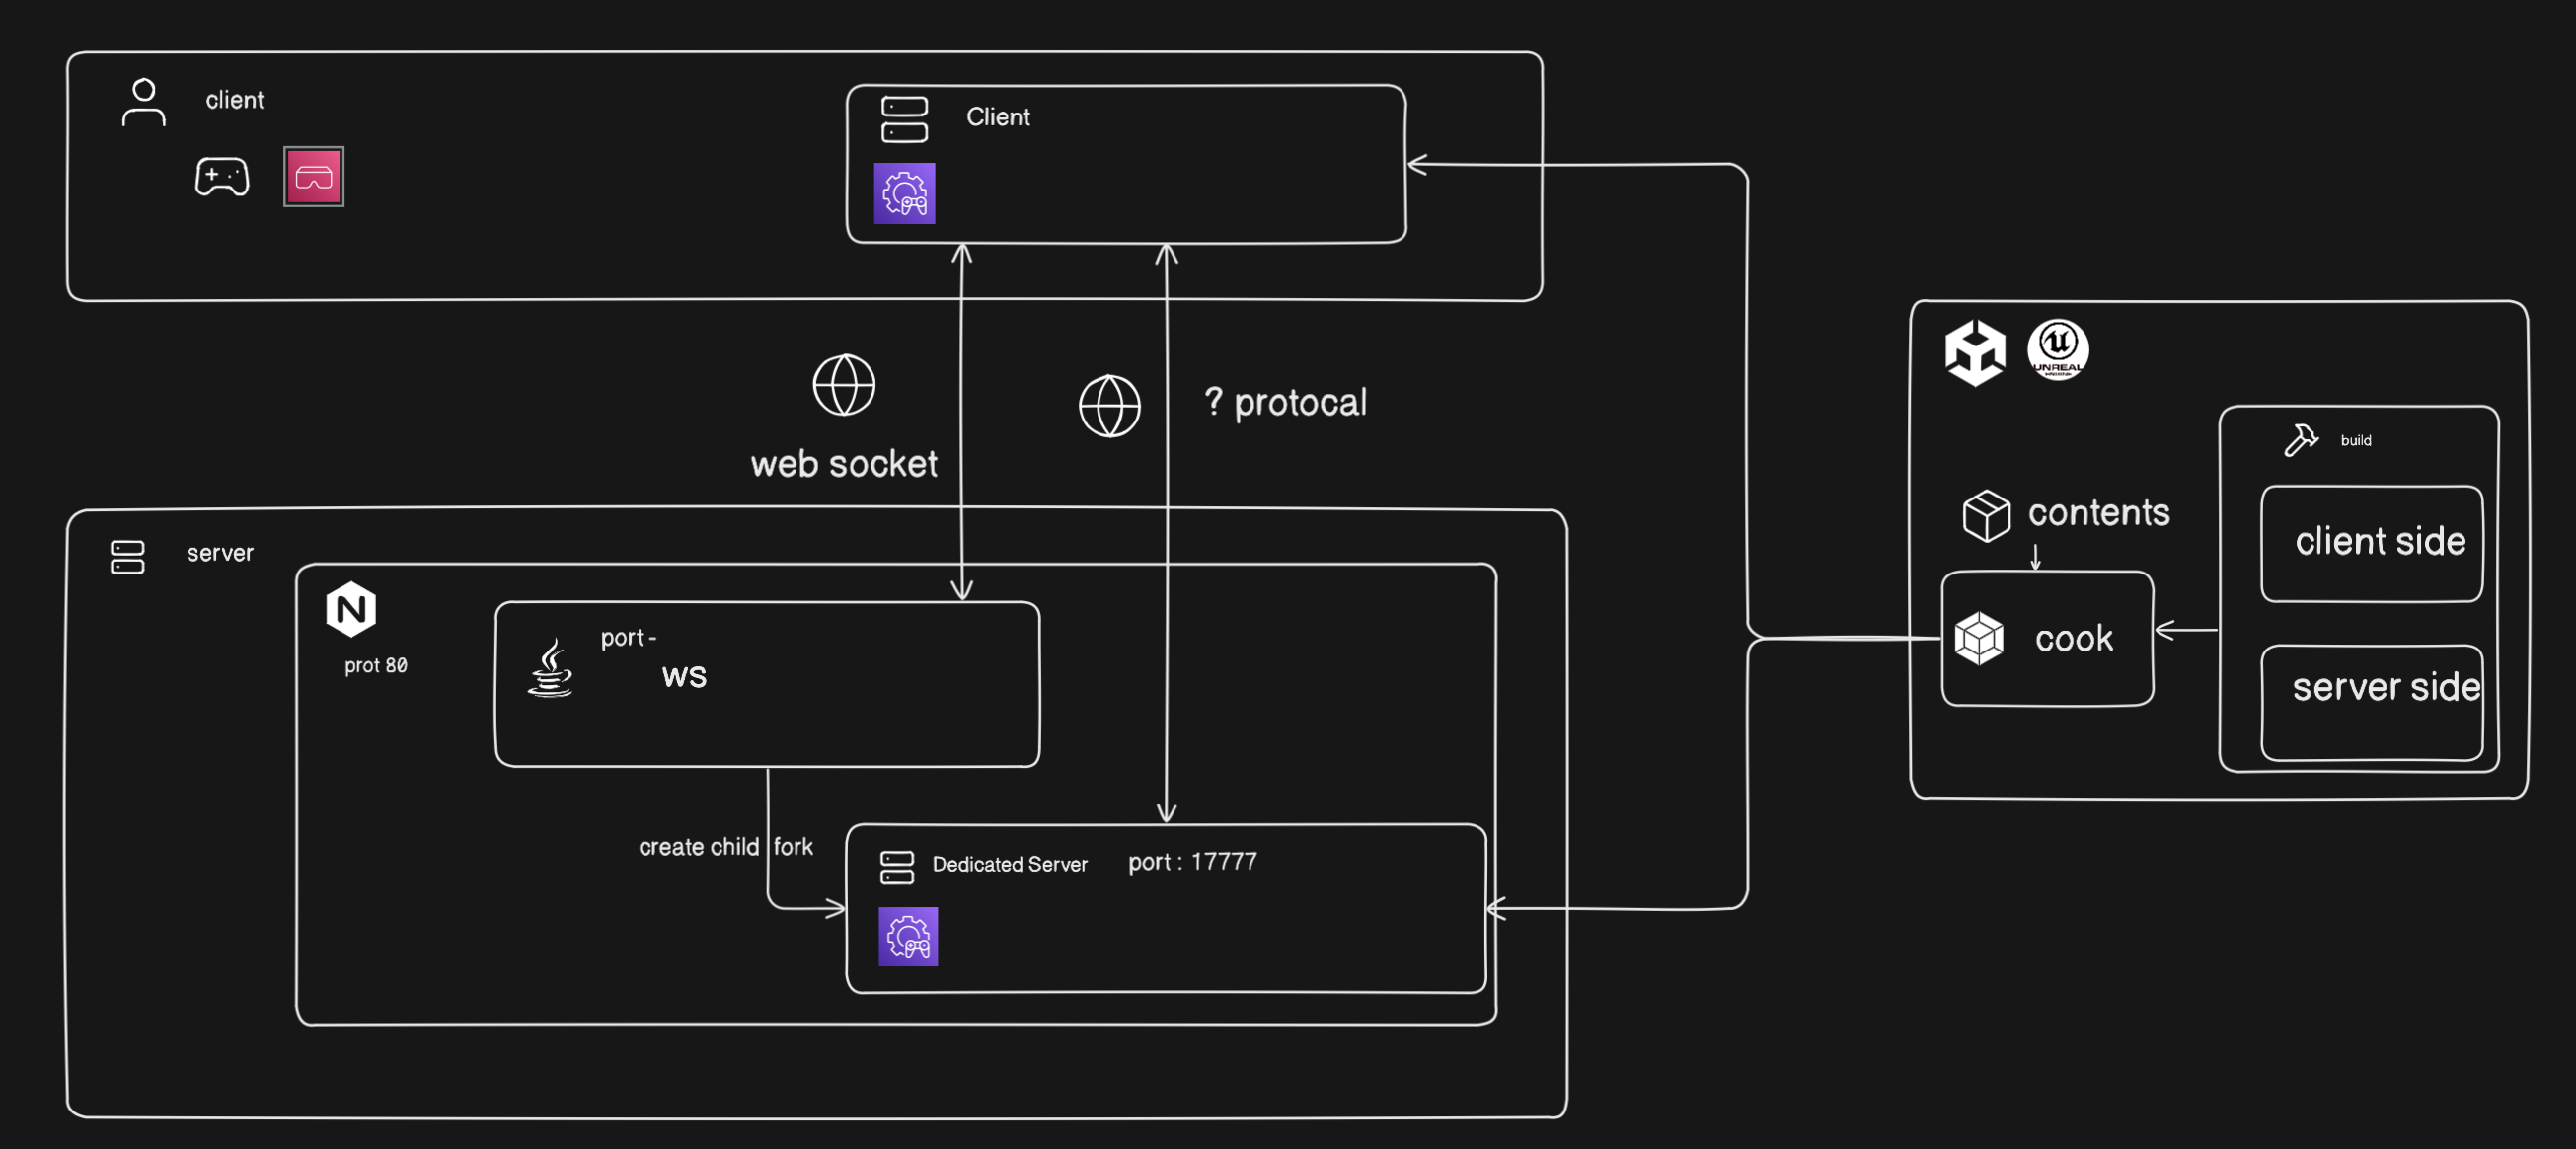 client
Client
web socket
? protocal
server
prot 80
port -
ws
create child fork
Dedicated Server
port : 17777
UNREAL
build
contents
client side
cook
server side